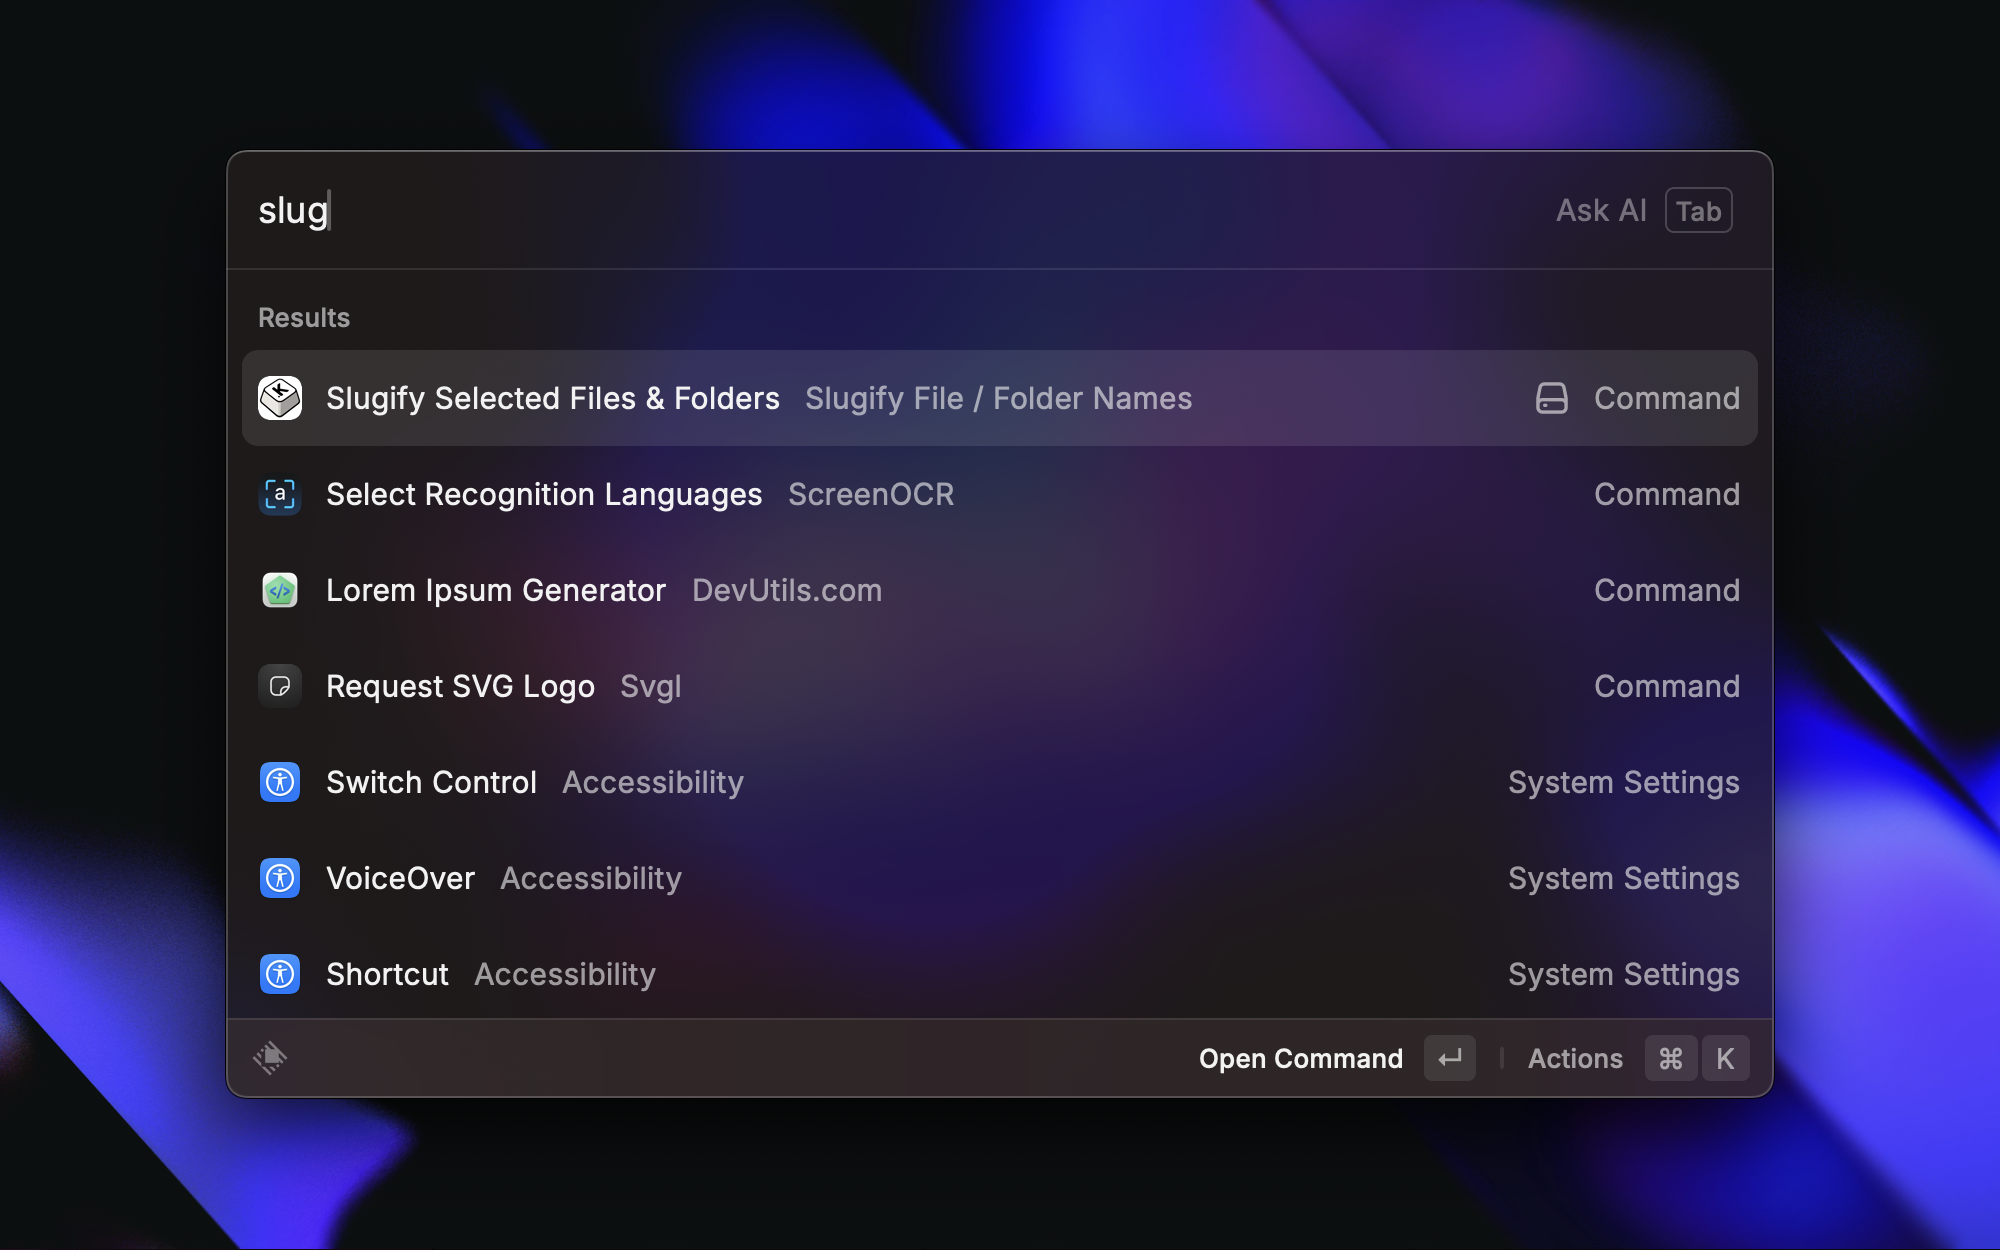 slug Ask AI Tab
Results
Slugify Selected Files & Folders Slugify File / Folder Names Command
a Select Recognition Languages ScreenOCR Command
</> Lorem Ipsum Generator DevUtils.com Command
Request SVG Logo Svgl Command
Switch Control Accessibility System Settings
VoiceOver Accessibility System Settings
Shortcut Accessibility System Settings
Open Command ↵ | Actions ⌘ K